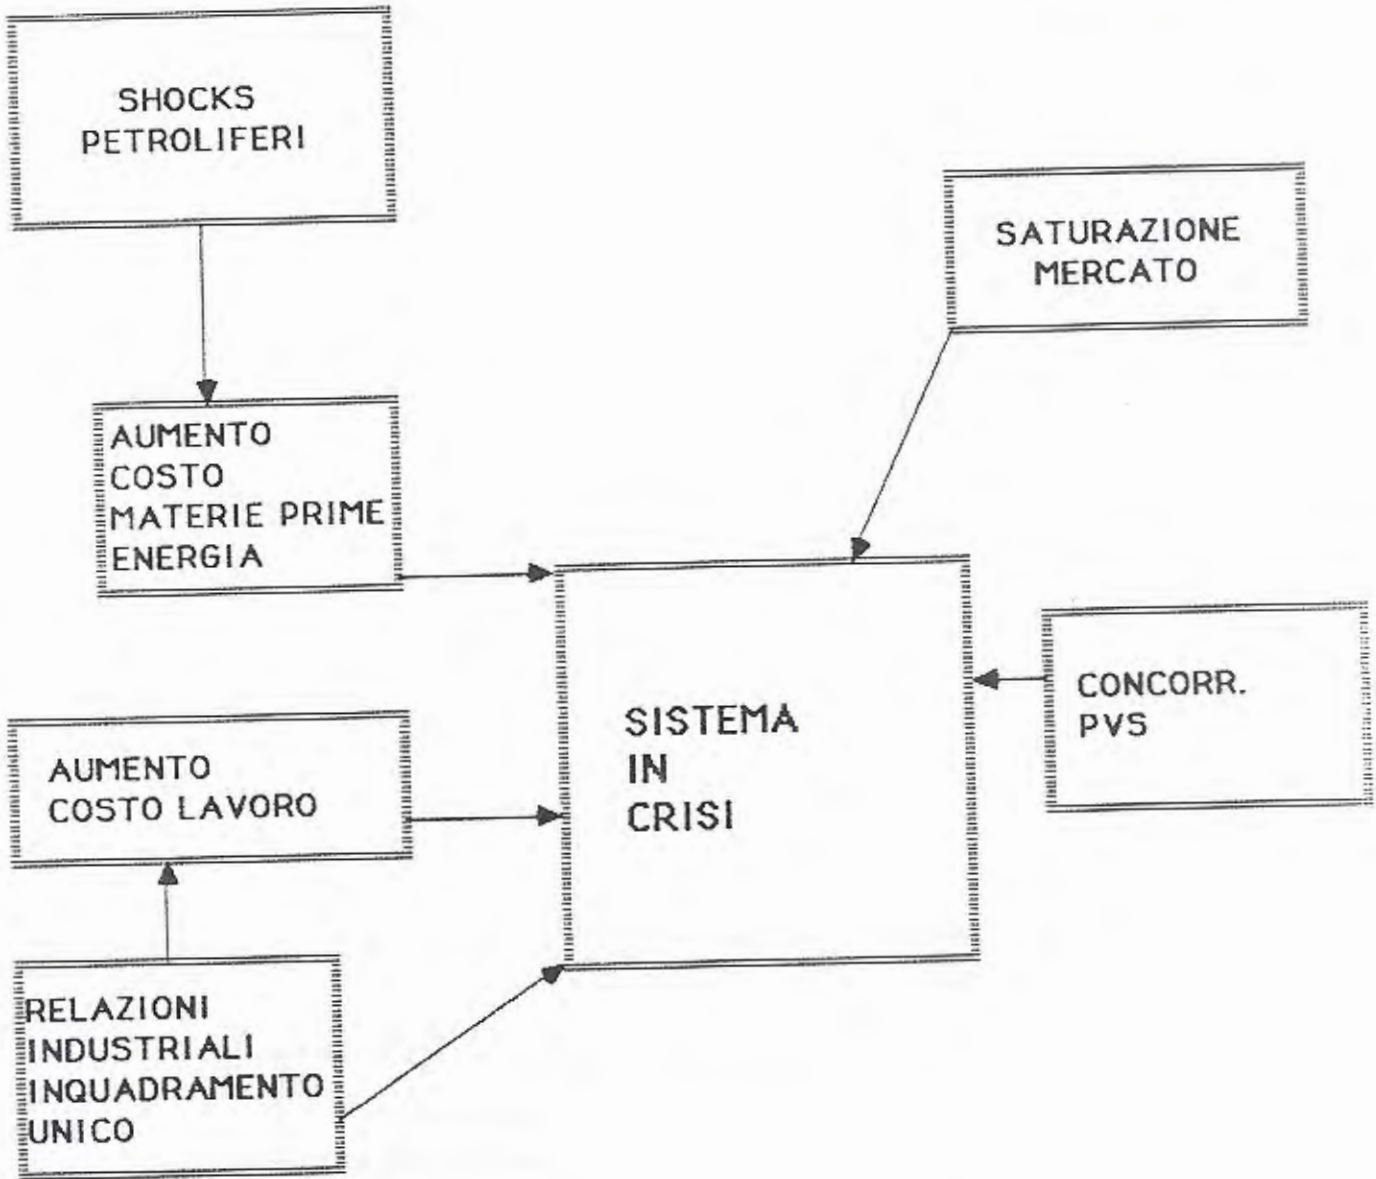 SHOCKS
PETROLIFERI
SATURAZIONE
MERCATO
AUMENTO
COSTO
MATERIE PRIME
ENERGIA
CONCORR.
PVS
SISTEMA
IN
CRISI
AUMENTO
COSTO LAVORO
RELAZIONI
INDUSTRIALI
INQUADRAMENTO
UNICO